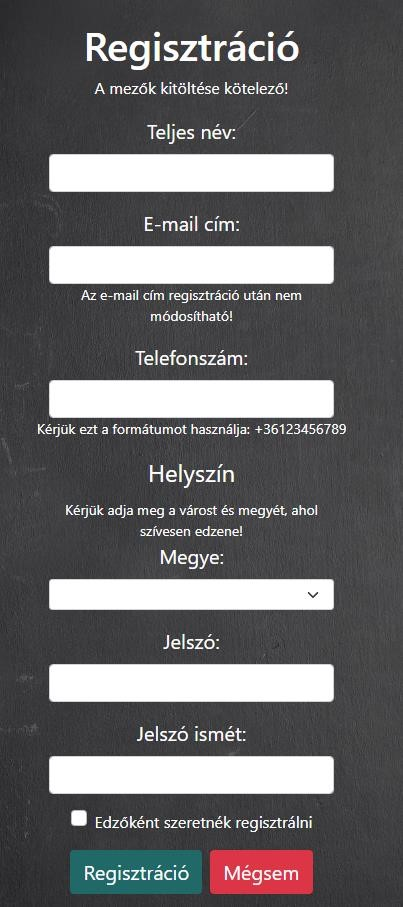 Regisztráció
A mezők kitöltése kötelező!
Teljes név:
E-mail cím:
Az e-mail cím regisztráció után nem
módosítható!
Telefonszám:
Kérjük ezt a formátumot használja: +36123456789
Helyszín
Kérjük adja meg a várost és megyét, ahol
szívesen edzene!
Megye:
Jelszó:
Jelszó ismét:
Edzőként szeretnék regisztrálni
Regisztráció Mégsem